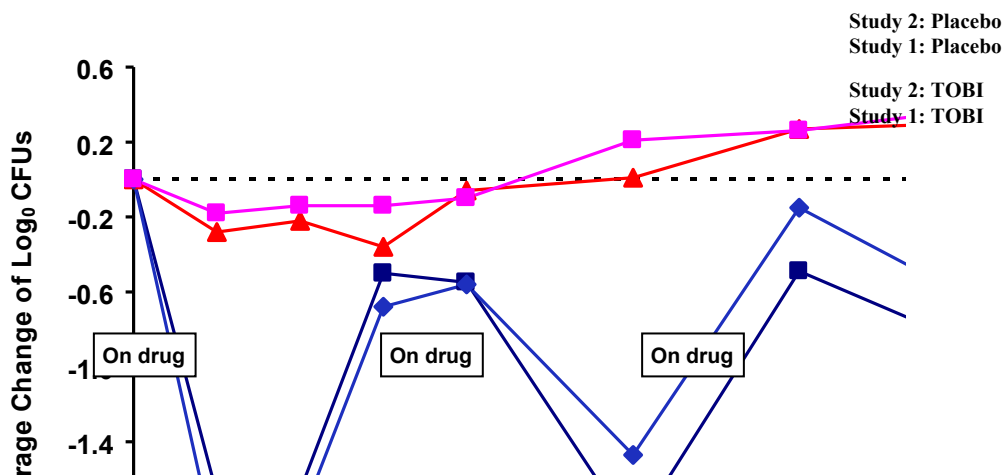 Study 2: Placebo
Study 1: Placebo
Study 2: TOBI
Study 1: TOBI
0.6
0.2
-0.2
-0.6
-1.4
On drug
On drug
On drug
Change of Log0 CFUs